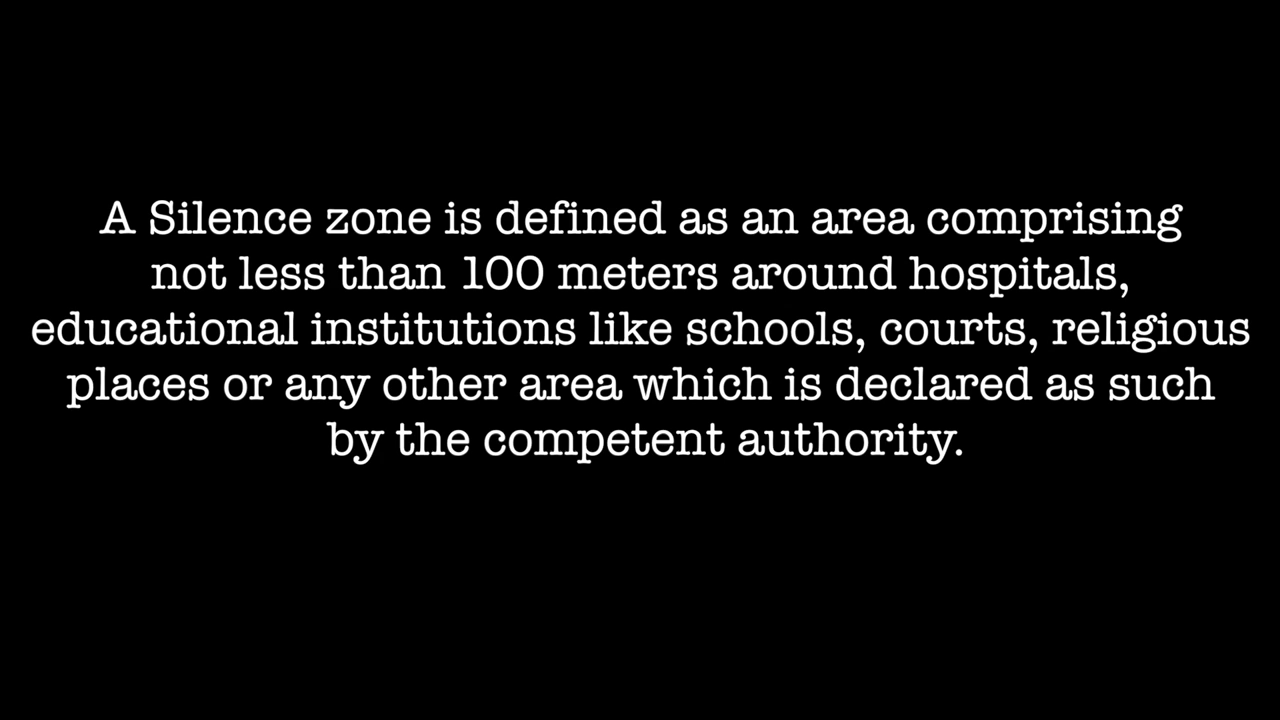 A Silence zone is defined as an area comprising
not less than 100 meters around hospitals,
educational institutions like schools, courts, religious
places or any other area which is declared as such
by the competent authority.